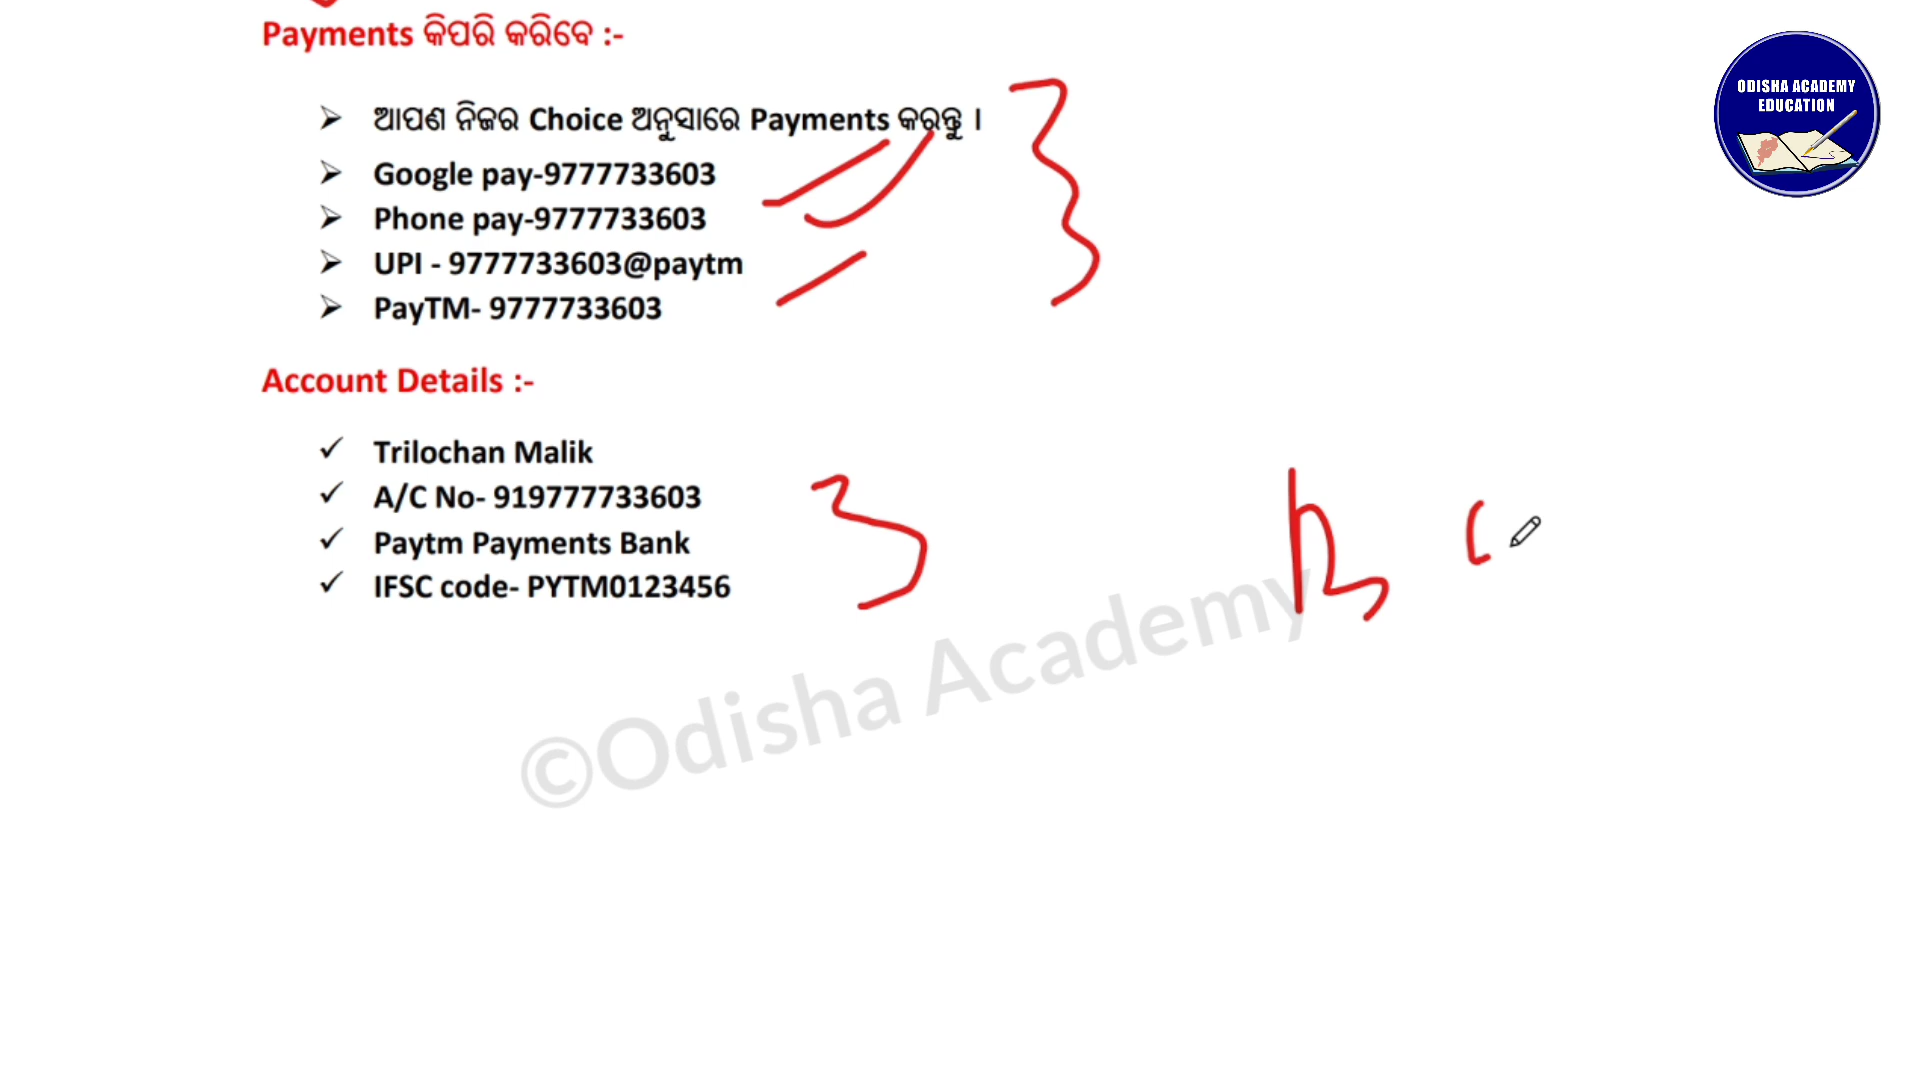 Payments କିପରି କରିବେ :-
ODISHA ACADEMY
EDUCATION
➢ ଆପଣ ନିଜର Choice ଅନୁସାରେ Payments କରନ୍ତୁ ।
➢ Google pay-9777733603
➢ Phone pay-9777733603
➢ UPI - 9777733603@paytm
➢ PayTM- 9777733603
Account Details :-
✓ Trilochan Malik
✓ A/C No- 919777733603
✓ Paytm Payments Bank
✓ IFSC code- PYTM0123456
©Odisha Academy